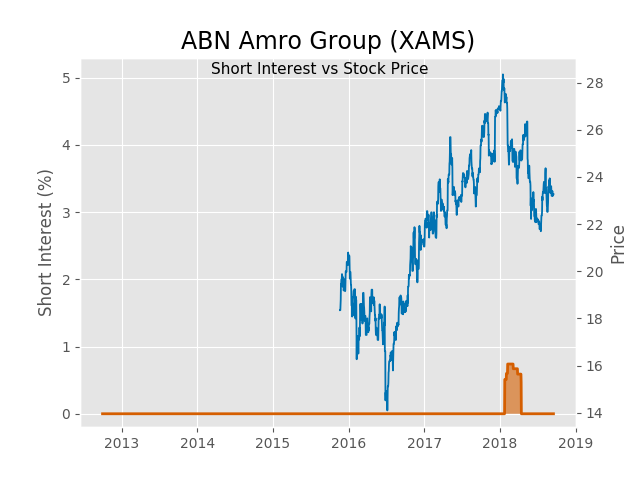 ABN Amro Group (XAMS)
Short Interest vs Stock Price
Short Interest (%)
5
4
3
2
1
0
28
26
24
22
20
18
16
14
Price
2013 2014 2015 2016 2017 2018 2019